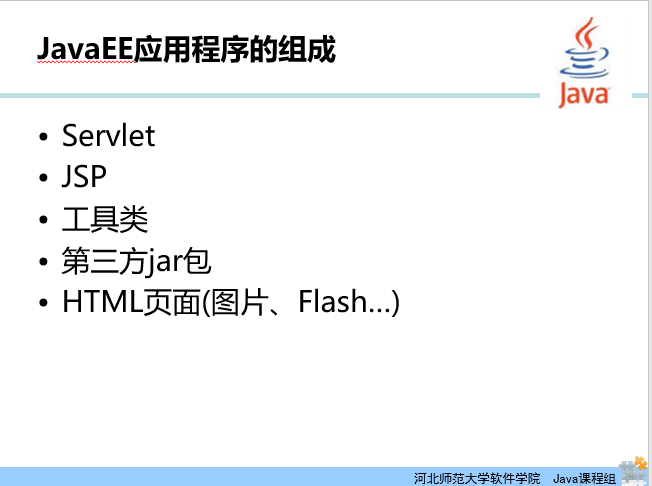 JavaEE应用程序的组成
Java
• Servlet
• JSP
• 工具类
• 第三方jar包
• HTML页面(图片、Flash...)
河北师范大学软件学院 Java课程组